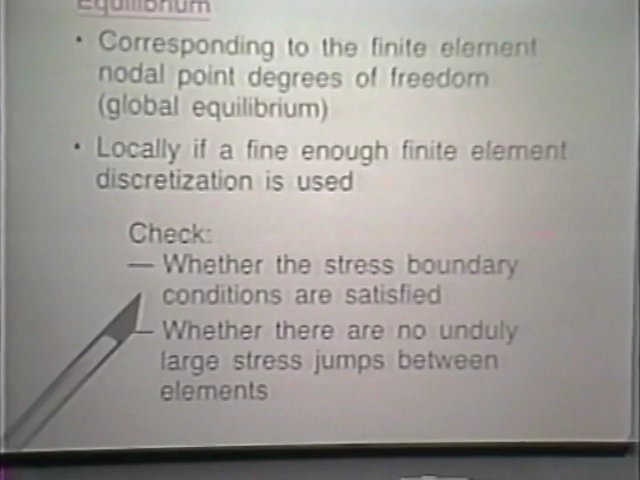 Equilibrium
• Corresponding to the finite element
nodal point degrees of freedom
(global equilibrium)
• Locally if a fine enough finite element
discretization is used
Check:
— Whether the stress boundary
conditions are satisfied
— Whether there are no unduly
large stress jumps between
elements